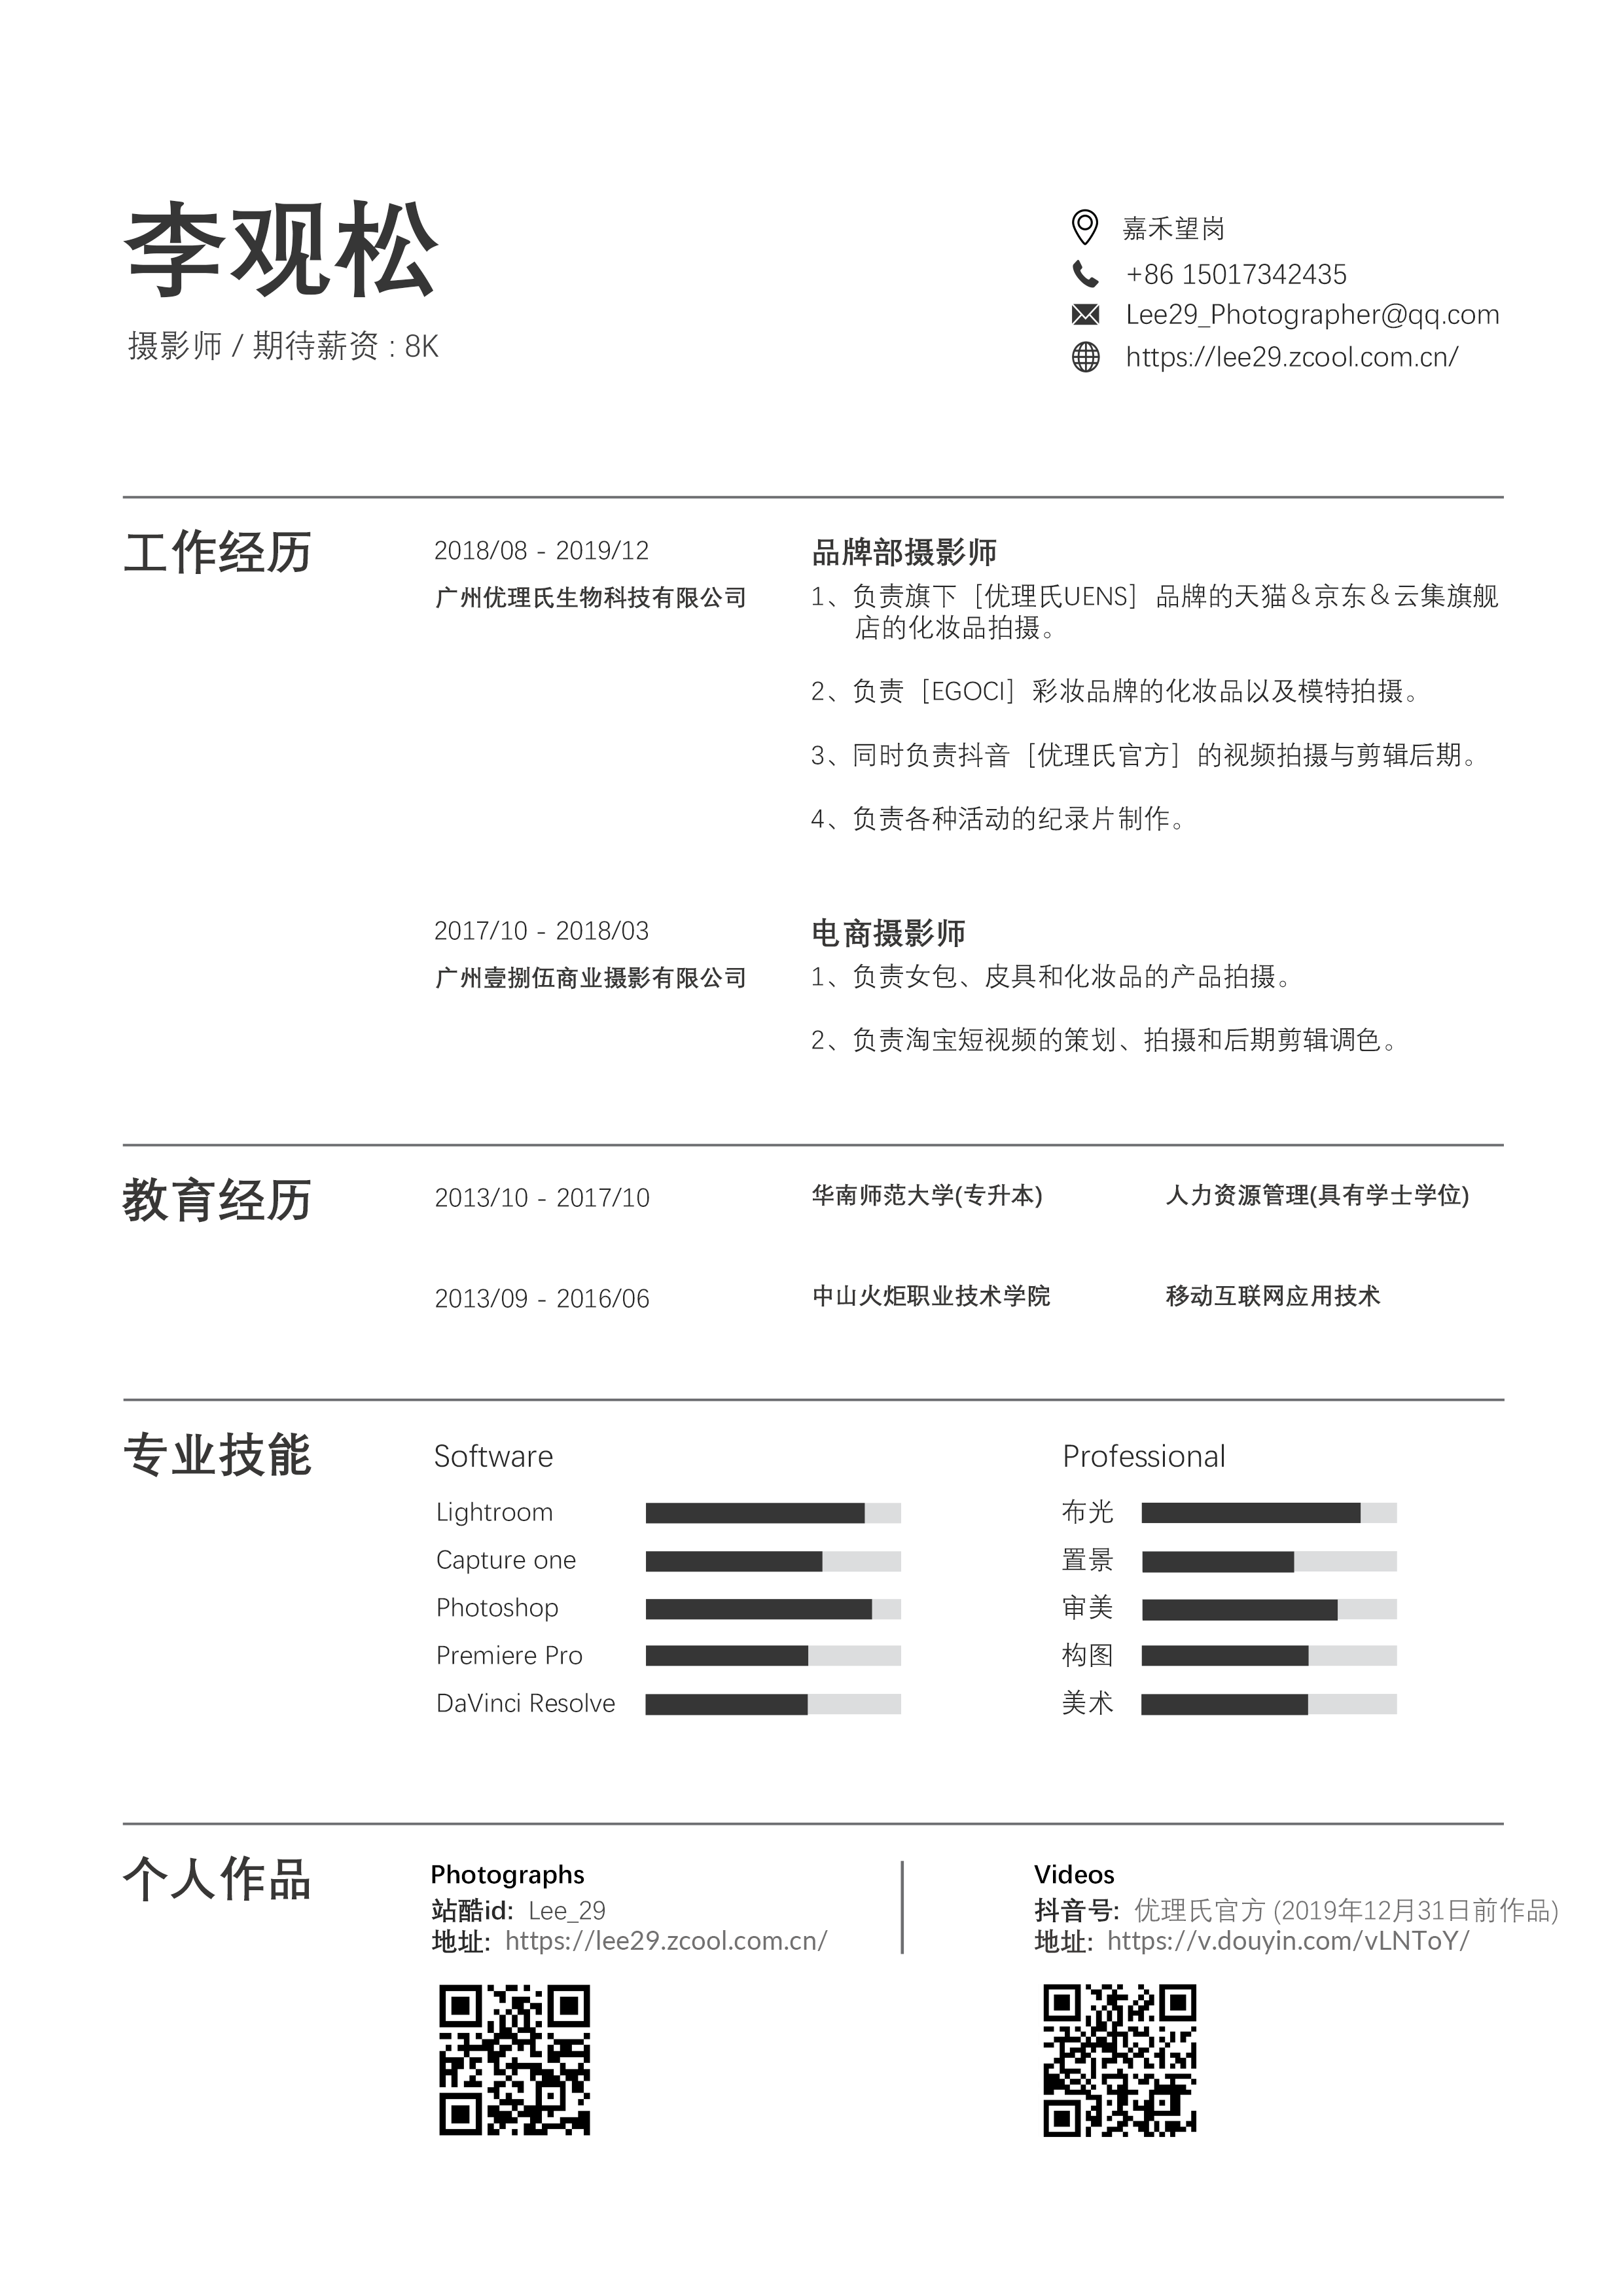 李观松
摄影师 / 期待薪资 : 8K
嘉禾望岗
+86 15017342435
Lee29_Photographer@qq.com
https://lee29.zcool.com.cn/
工作经历
2018/08 - 2019/12
广州优理氏生物科技有限公司
品牌部摄影师
1、负责旗下［优理氏UENS］品牌的天猫＆京东＆云集旗舰
店的化妆品拍摄。
2、负责［EGOCI］彩妆品牌的化妆品以及模特拍摄。
3、同时负责抖音［优理氏官方］的视频拍摄与剪辑后期。
4、负责各种活动的纪录片制作。
2017/10 - 2018/03
广州壹捌伍商业摄影有限公司
电商摄影师
1、负责女包、皮具和化妆品的产品拍摄。
2、负责淘宝短视频的策划、拍摄和后期剪辑调色。
教育经历
2013/10 - 2017/10 华南师范大学(专升本) 人力资源管理(具有学士学位)
2013/09 - 2016/06 中山火炬职业技术学院 移动互联网应用技术
专业技能
Software
Lightroom
Capture one
Photoshop
Premiere Pro
DaVinci Resolve
Professional
布光
置景
审美
构图
美术
个人作品
Photographs
站酷id: Lee_29
地址: https://lee29.zcool.com.cn/
Videos
抖音号: 优理氏官方 (2019年12月31日前作品)
地址: https://v.douyin.com/vLNToY/